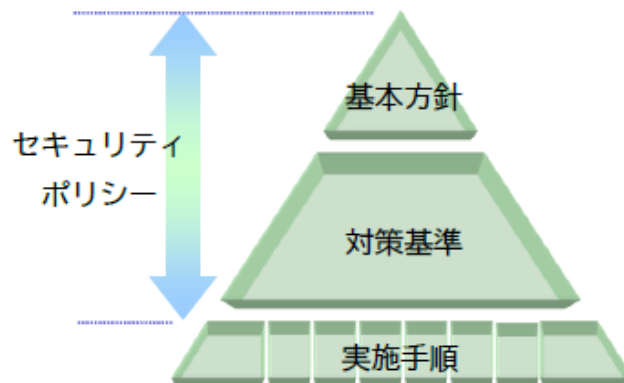 基本方針
セキュリティ
ポリシー
対策基準
実施手順